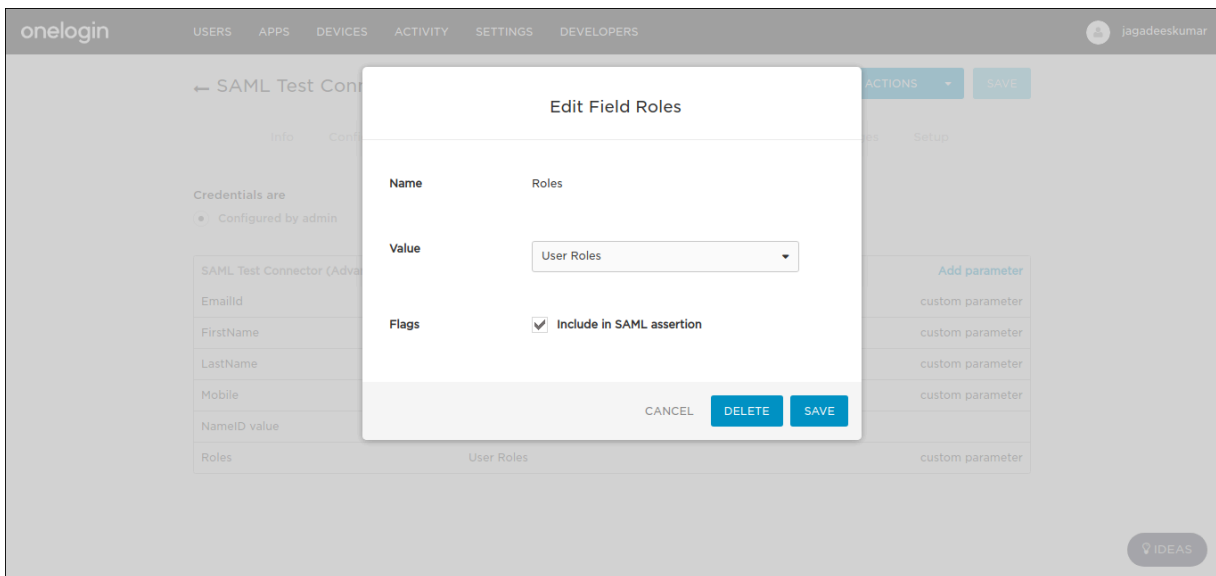 onelogin USERS APPS DEVICES ACTIVITY SETTINGS DEVELOPERS jagadeeskumar
← SAML Test Conn ACTIONS SAVE
Edit Field Roles
Info Setup
Name Roles
Credentials are
Configured by admin
Value User Roles
SAML Test Connector Add parameter
EmailId custom parameter
Flags Include in SAML assertion
FirstName custom parameter
LastName custom parameter
Mobile custom parameter
CANCEL DELETE SAVE
NameID value
Roles User Roles custom parameter
IDEAS